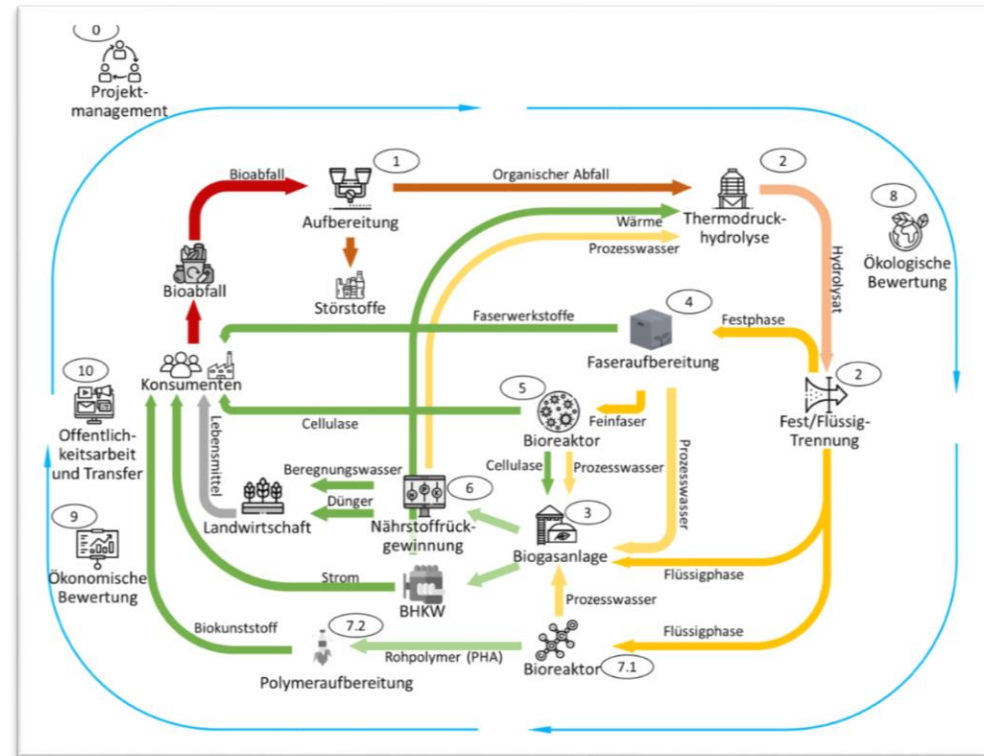 0
Projekt-
management
Bioabfall
1
Aufbereitung
Organischer Abfall
2
Thermodruck-
hydrolyse
Wärme
Prozesswasser
8
Ökologische
Bewertung
Hydrolysat
Bioabfall
Störstoffe
Faserwerkstoffe
4
Faseraufbereitung
Festphase
2
Fest/Flüssig-
Trennung
10
Offentlich-
keitsarbeit
und Transfer
Konsumenten
Cellulase
5
Bioreaktor
Feinfaser
Lebensmittel
Beregnungswasser
Dünger
Landwirtschaft
6
Nährstoffrück-
gewinnung
Cellulase
Prozesswasser
Prozesswasser
3
Biogasanlage
9
Ökonomische
Bewertung
Strom
BHKW
Flüssigphase
Prozesswasser
Biokunststoff
7.2
Polymeraufbereitung
Rohpolymer (PHA)
Bioreaktor
7.1
Flüssigphase